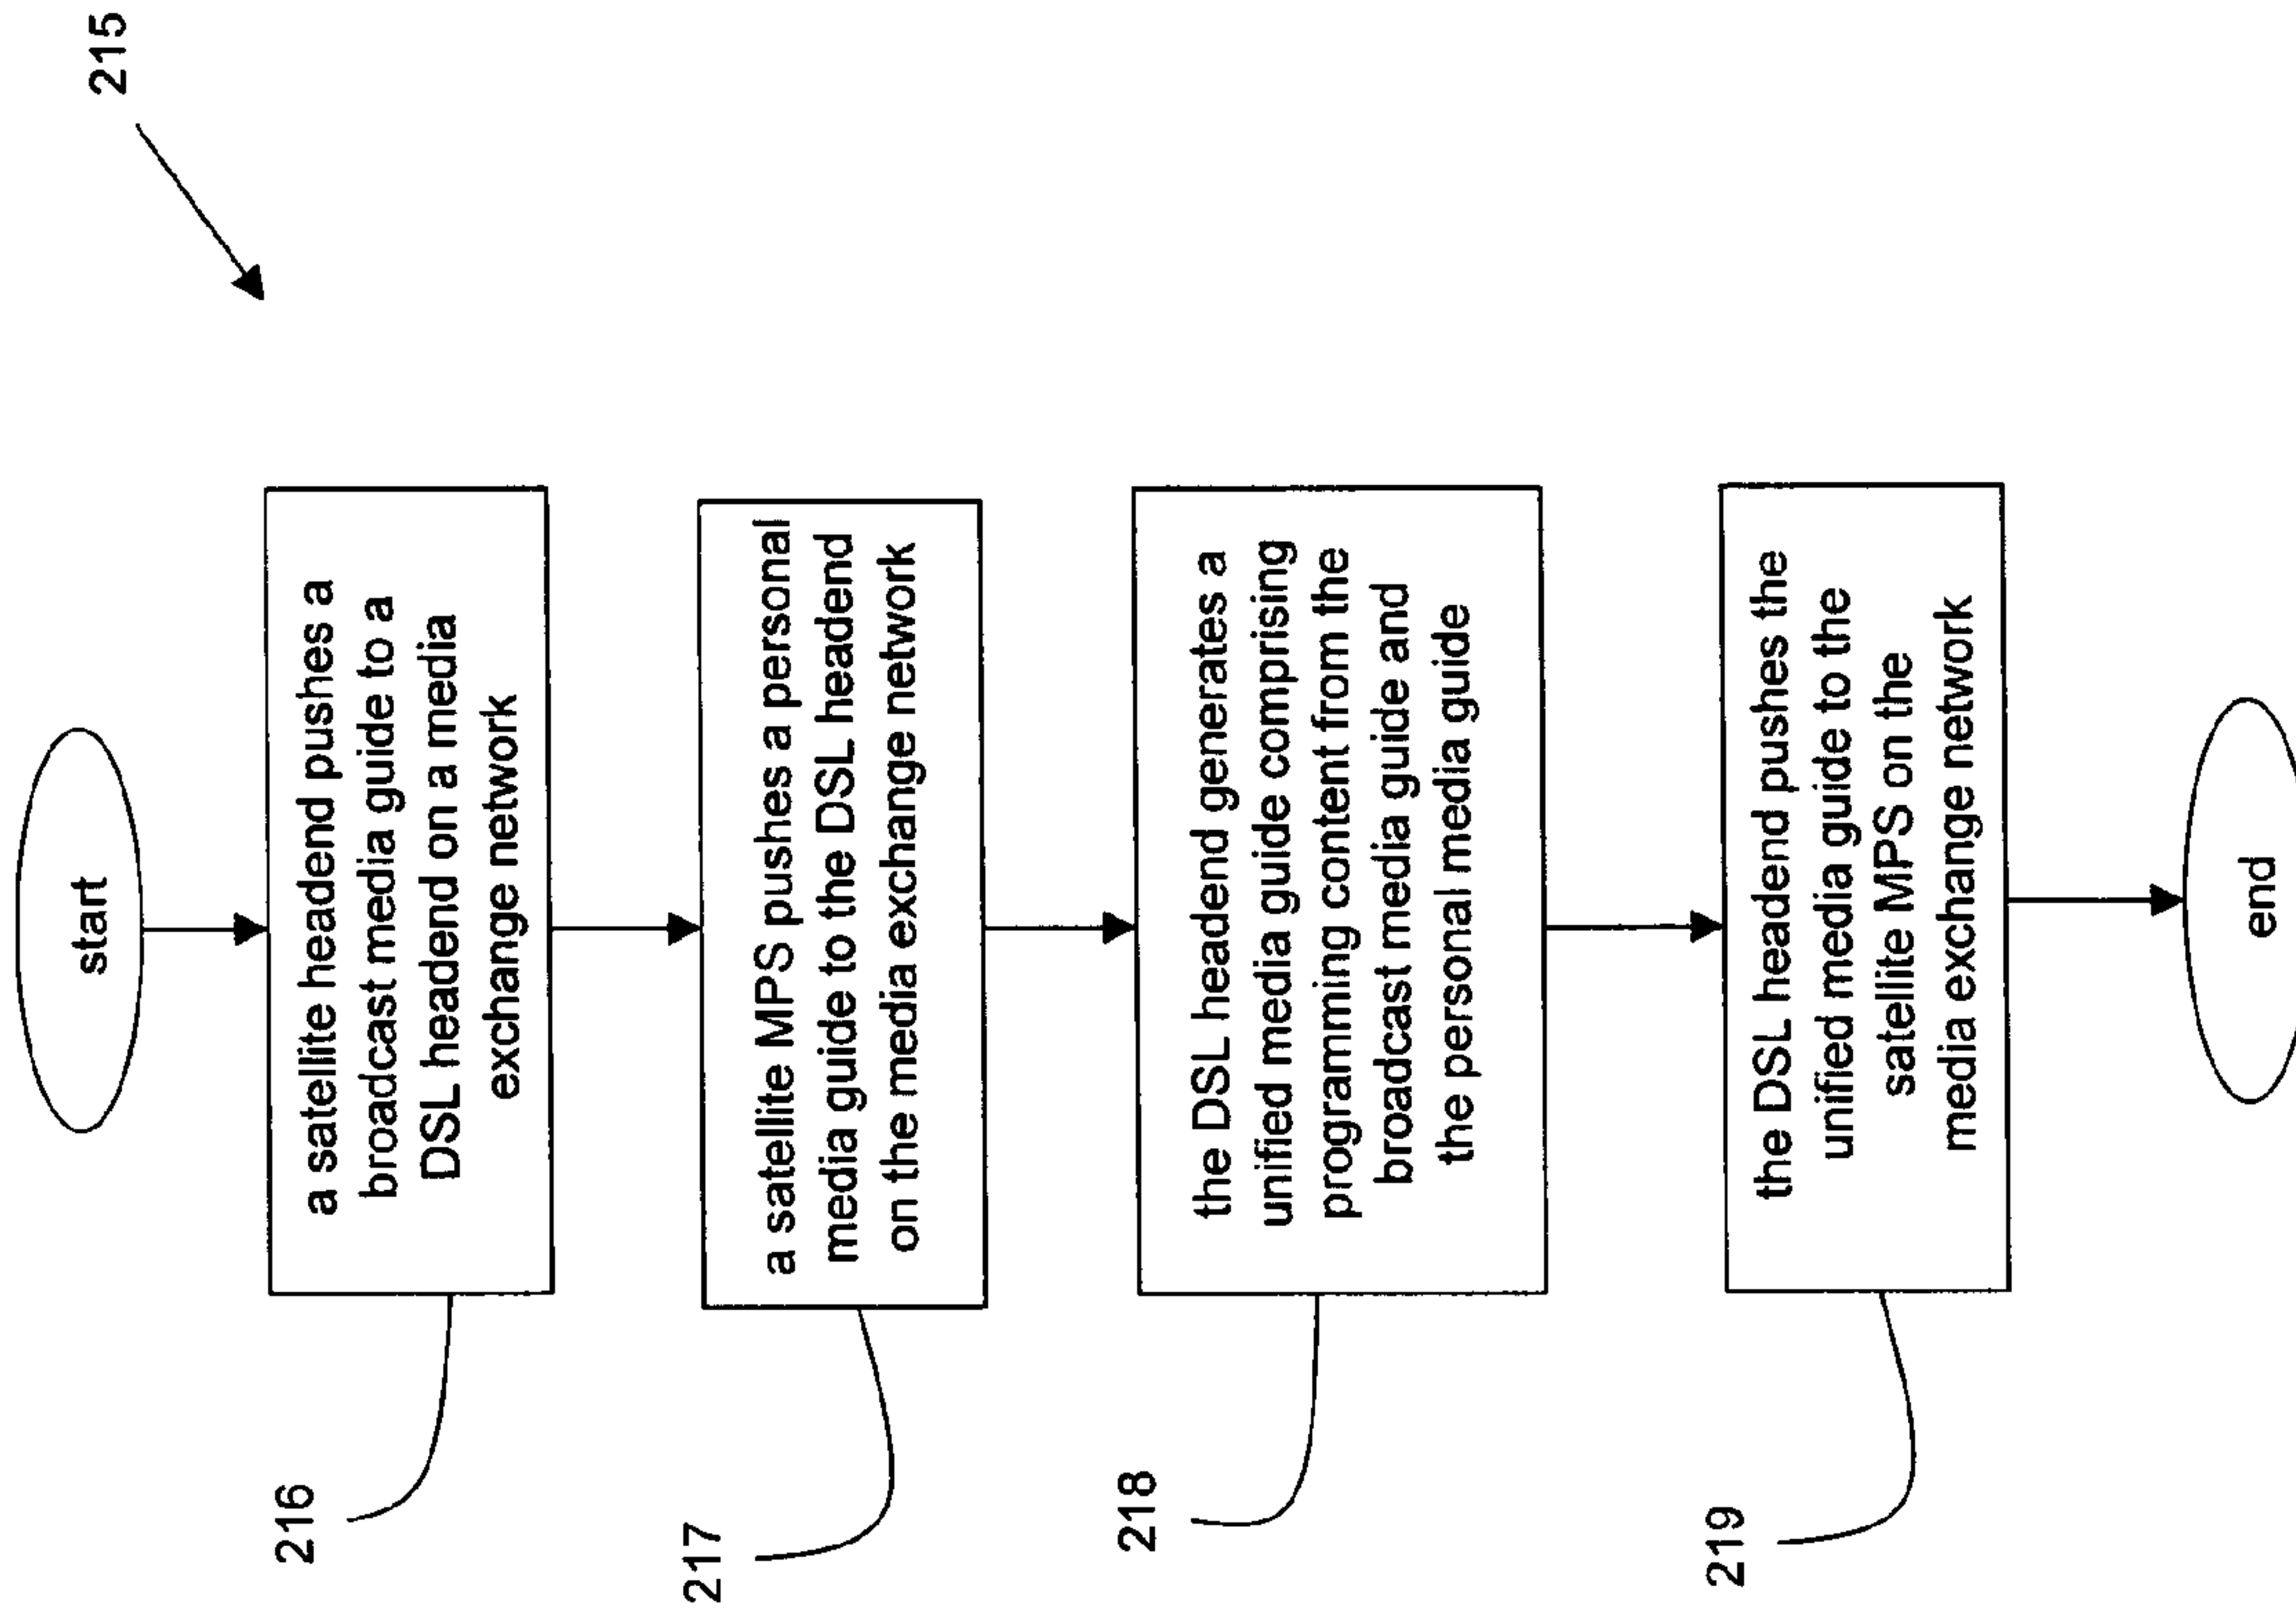 215
start
216
a satellite headend pushes a
broadcast media guide to a
DSL headend on a media
exchange network
217
a satellite MPS pushes a personal
media guide to the DSL headend
on the media exchange network
218
the DSL headend generates a
unified media guide comprising
programming content from the
broadcast media guide and
the personal media guide
219
the DSL headend pushes the
unified media guide to the
satellite MPS on the
media exchange network
end